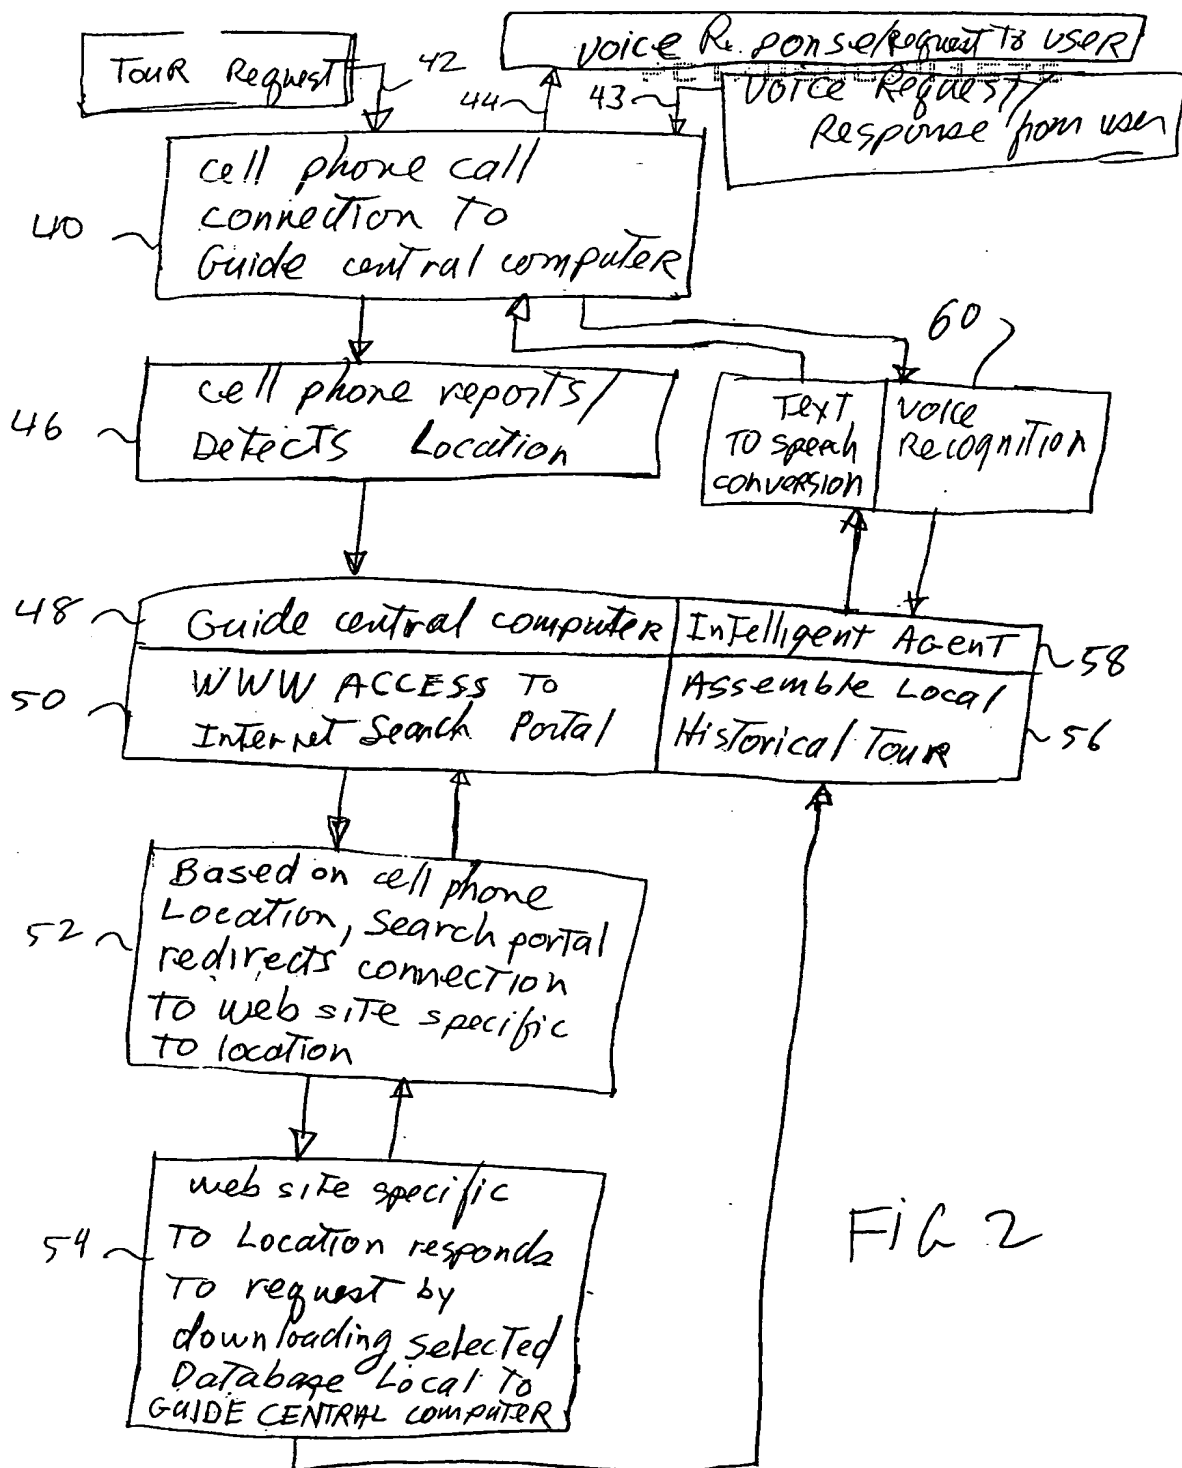 Voice Response/Request To User
Tour Request
42
44
43
Voice Request/
Response from user
cell phone call
connection to
Guide central computer
40
60
cell phone reports/
Detects Location
46
Text
To speech
conversion
Voice
Recognition
48
Guide central computer
Intelligent Agent
58
50
WWW ACCESS To
Internet Search Portal
Assemble Local
Historical Tour
56
Based on cell phone
Location, Search portal
redirects connection
To web site specific
To location
52
web site specific
To Location responds
To request by
downloading selected
Database Local To
GUIDE CENTRAL COMPUTER
54
FIG 2